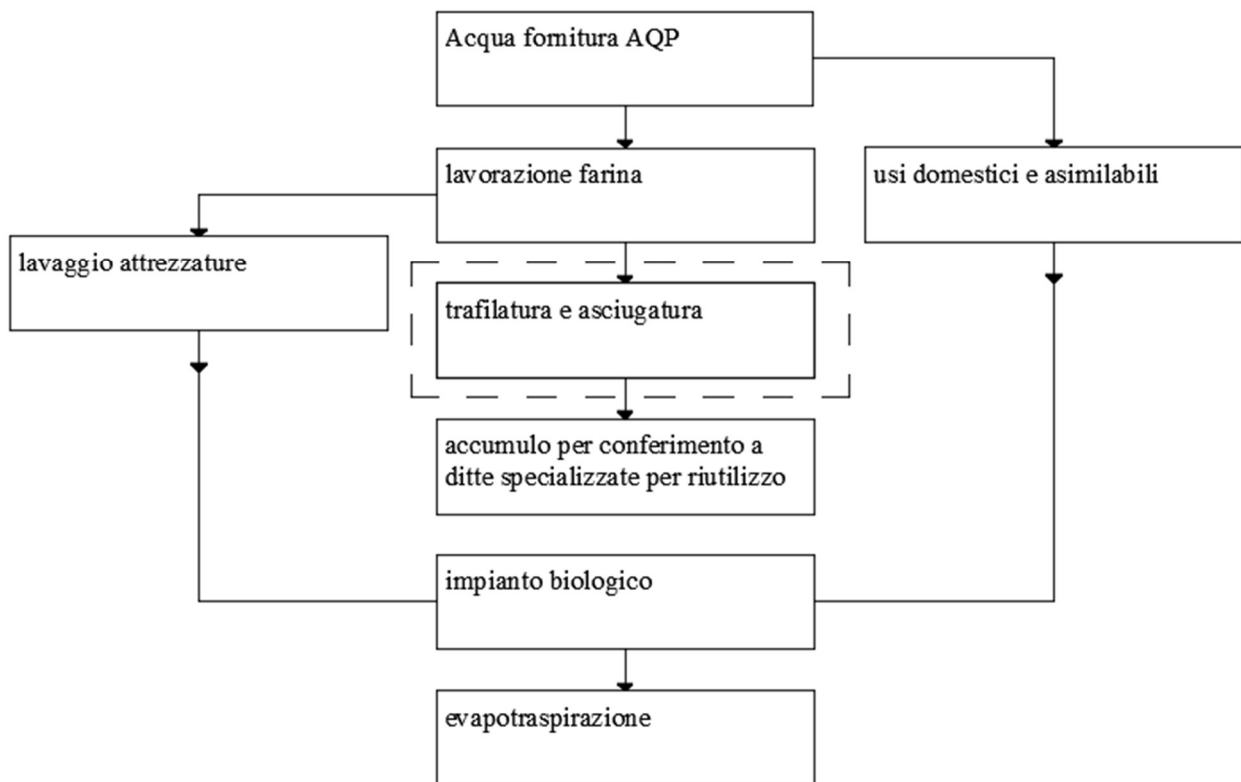 Acqua fornitura AQP
lavorazione farina
usi domestici e asimilabili
lavaggio attrezzature
trafilatura e asciugatura
accumulo per conferimento a
ditte specializzate per riutilizzo
impianto biologico
evapotraspirazione